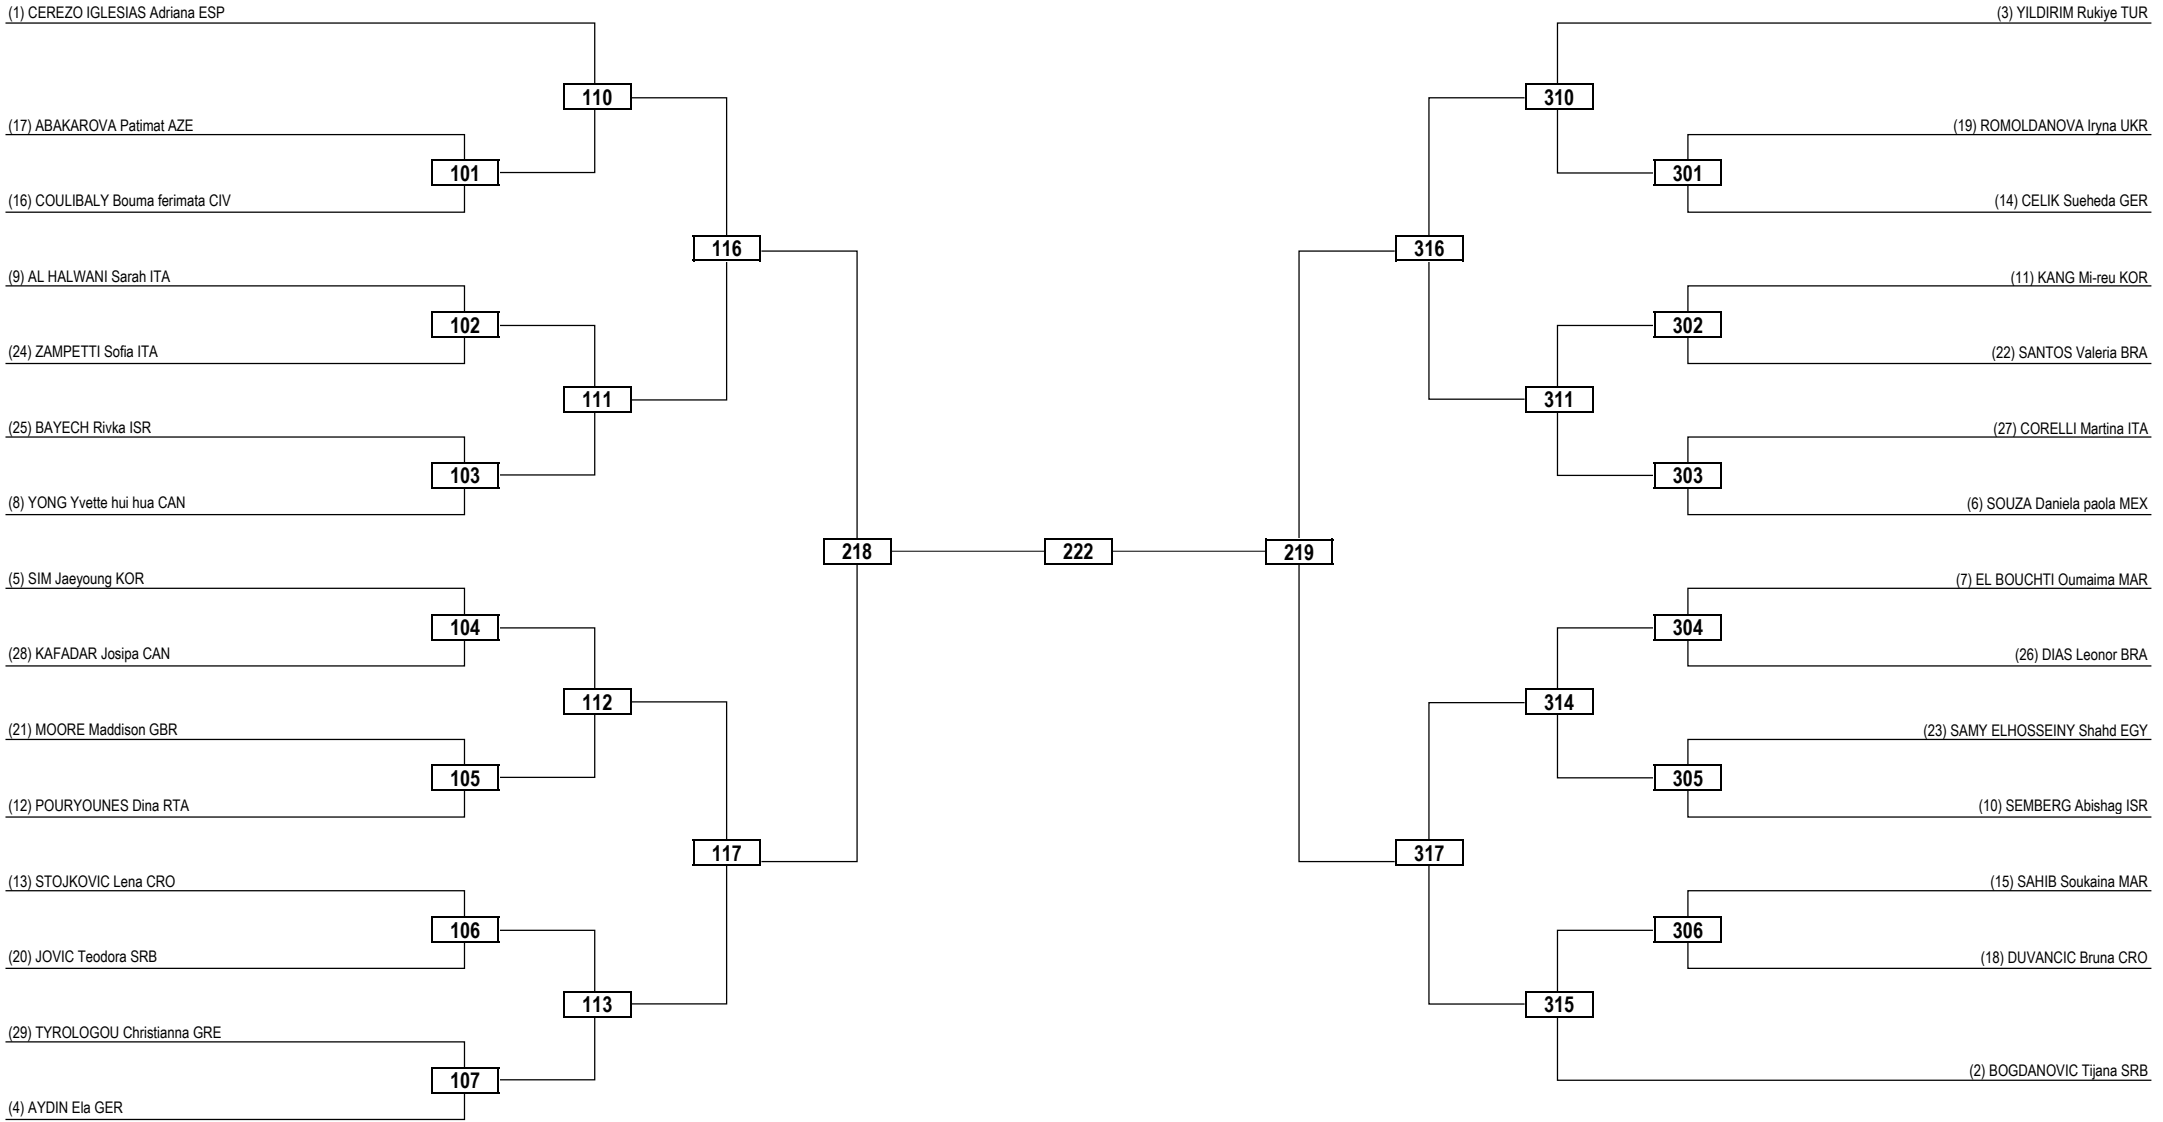 (1) CEREZO IGLESIAS Adriana ESP
110
(17) ABAKAROVA Patimat AZE
101
(16) COULIBALY Bouma ferimata CIV
116
(9) AL HALWANI Sarah ITA
102
(24) ZAMPETTI Sofia ITA
111
(25) BAYECH Rivka ISR
103
(8) YONG Yvette hui hua CAN
218
(5) SIM Jaeyoung KOR
104
(28) KAFADAR Josipa CAN
112
(21) MOORE Maddison GBR
105
(12) POURYOUNES Dina RTA
117
(13) STOJKOVIC Lena CRO
106
(20) JOVIC Teodora SRB
113
(29) TYROLOGOU Christianna GRE
107
(4) AYDIN Ela GER
222
(3) YILDIRIM Rukiye TUR
310
(19) ROMOLDANOVA Iryna UKR
301
(14) CELIK Sueheda GER
316
(11) KANG Mi-reu KOR
302
(22) SANTOS Valeria BRA
311
(27) CORELLI Martina ITA
303
(6) SOUZA Daniela paola MEX
219
(7) EL BOUCHTI Oumaima MAR
304
(26) DIAS Leonor BRA
314
(23) SAMY ELHOSSEINY Shahd EGY
305
(10) SEMBERG Abishag ISR
317
(15) SAHIB Soukaina MAR
306
(18) DUVANCIC Bruna CRO
315
(2) BOGDANOVIC Tijana SRB